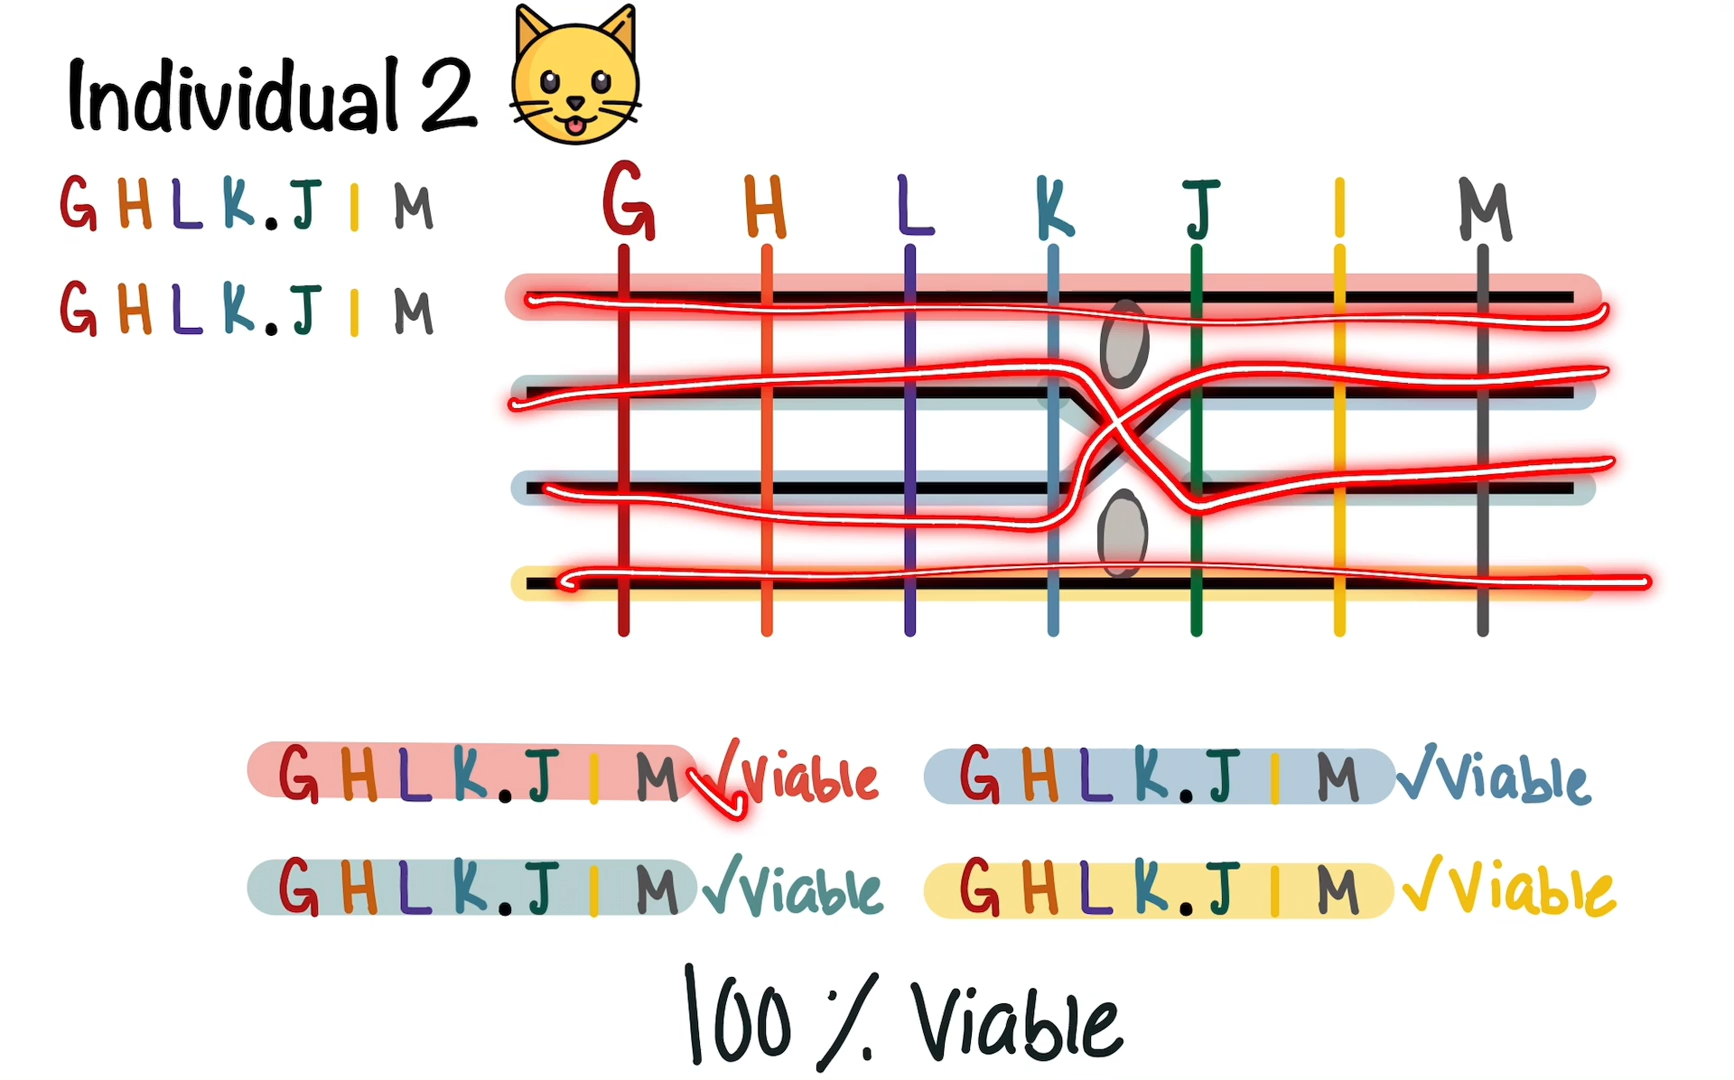 Individual 2
G H L K . J I M
G H L K . J I M
G H L K J I M
G H L K . J I M √Viable
G H L K . J I M √Viable
G H L K . J I M √Viable
G H L K . J I M √Viable
100 % Viable